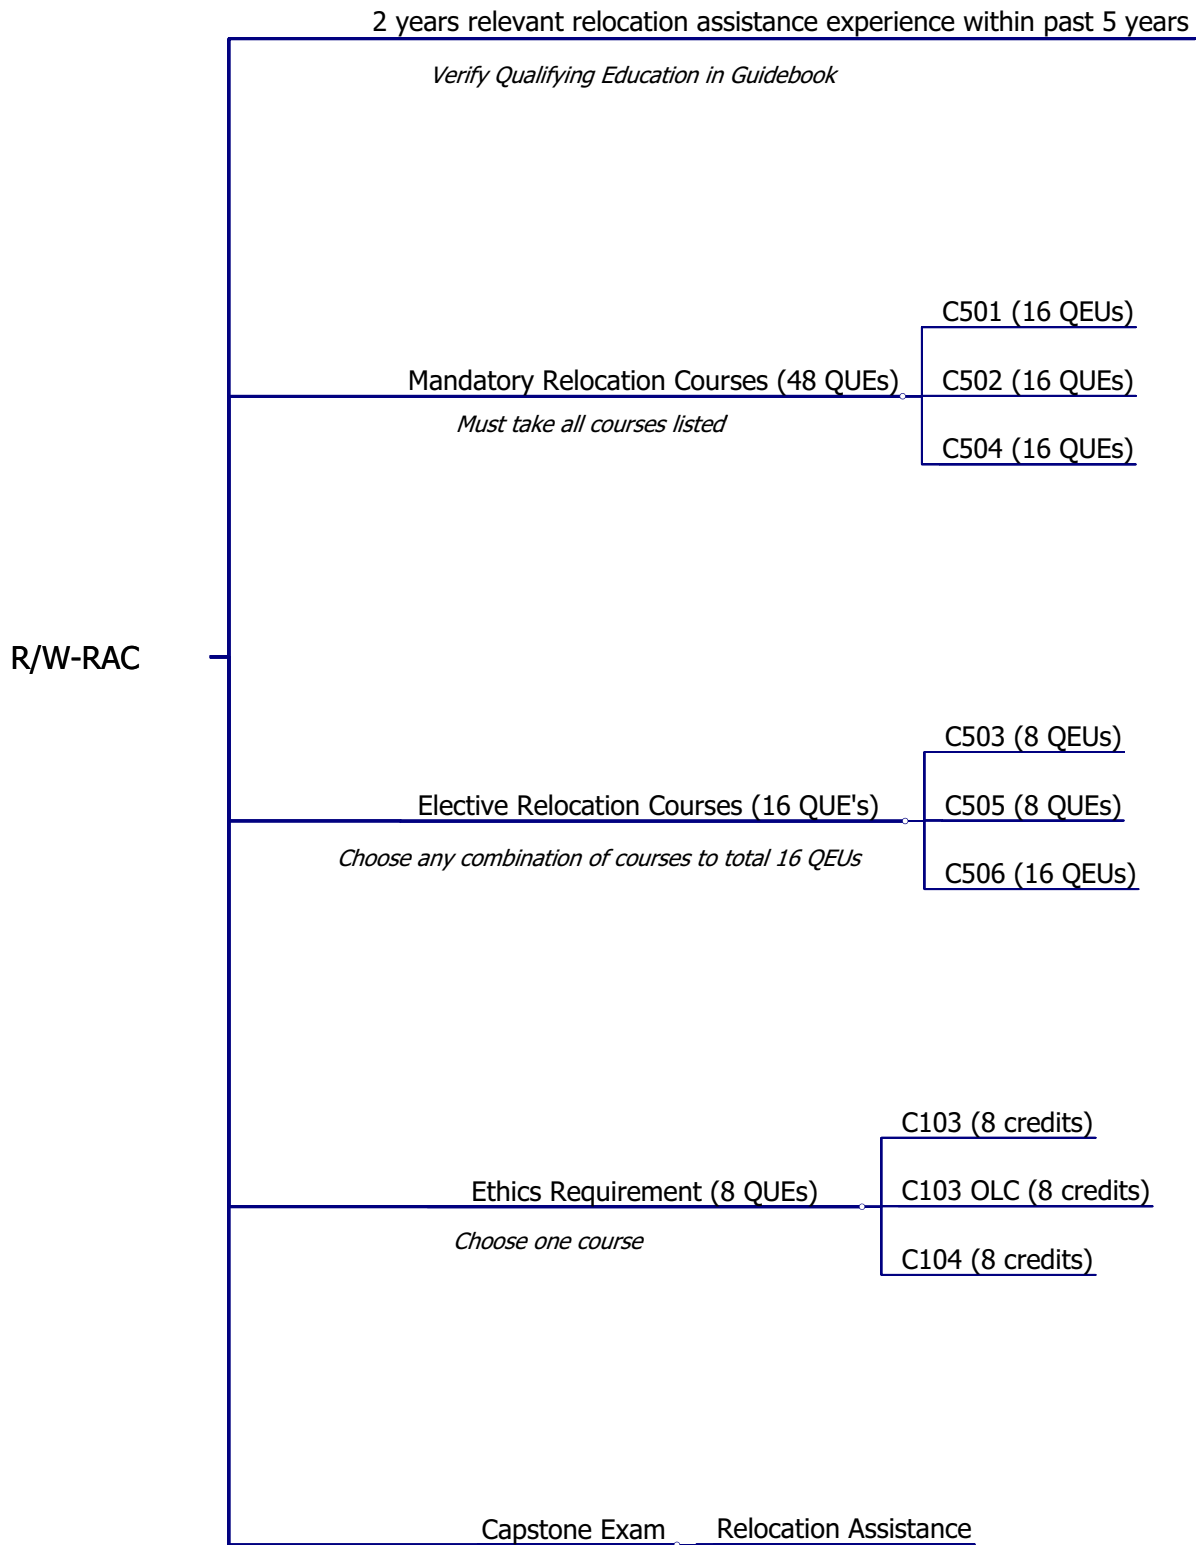 2 years relevant relocation assistance experience within past 5 years
Verify Qualifying Education in Guidebook
C501 (16 QEUs)
Mandatory Relocation Courses (48 QUEs)
C502 (16 QUEs)
Must take all courses listed
C504 (16 QUEs)
R/W-RAC
C503 (8 QEUs)
Elective Relocation Courses (16 QUE's)
C505 (8 QUEs)
Choose any combination of courses to total 16 QEUs
C506 (16 QEUs)
C103 (8 credits)
Ethics Requirement (8 QUEs)
C103 OLC (8 credits)
Choose one course
C104 (8 credits)
Capstone Exam
Relocation Assistance